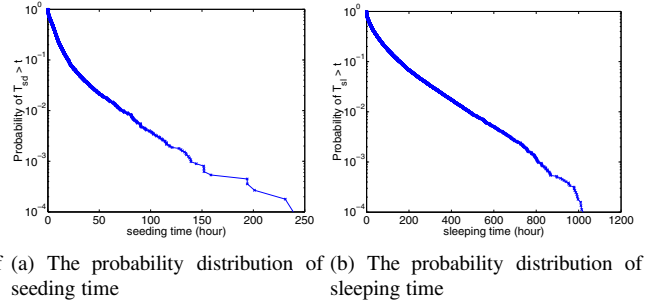 10^0
10^-1
10^-2
10^-3
10^-4
Probability of T_sd > t
0 50 100 150 200 250
seeding time (hour)
10^0
10^-1
10^-2
10^-3
10^-4
Probability of T_sl > t
0 200 400 600 800 1000 1200
sleeping time (hour)
f (a) The probability distribution of
seeding time
(b) The probability distribution of
sleeping time